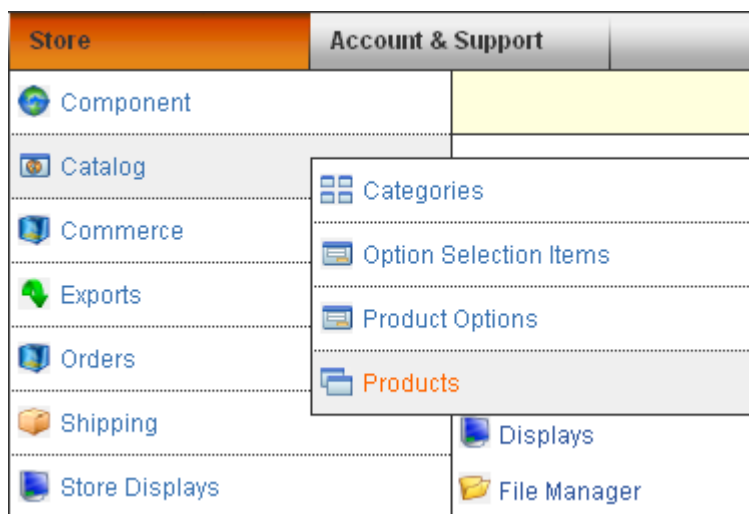 Store
Account & Support
Component
Catalog
Commerce
Exports
Orders
Shipping
Store Displays
Categories
Option Selection Items
Product Options
Products
Displays
File Manager